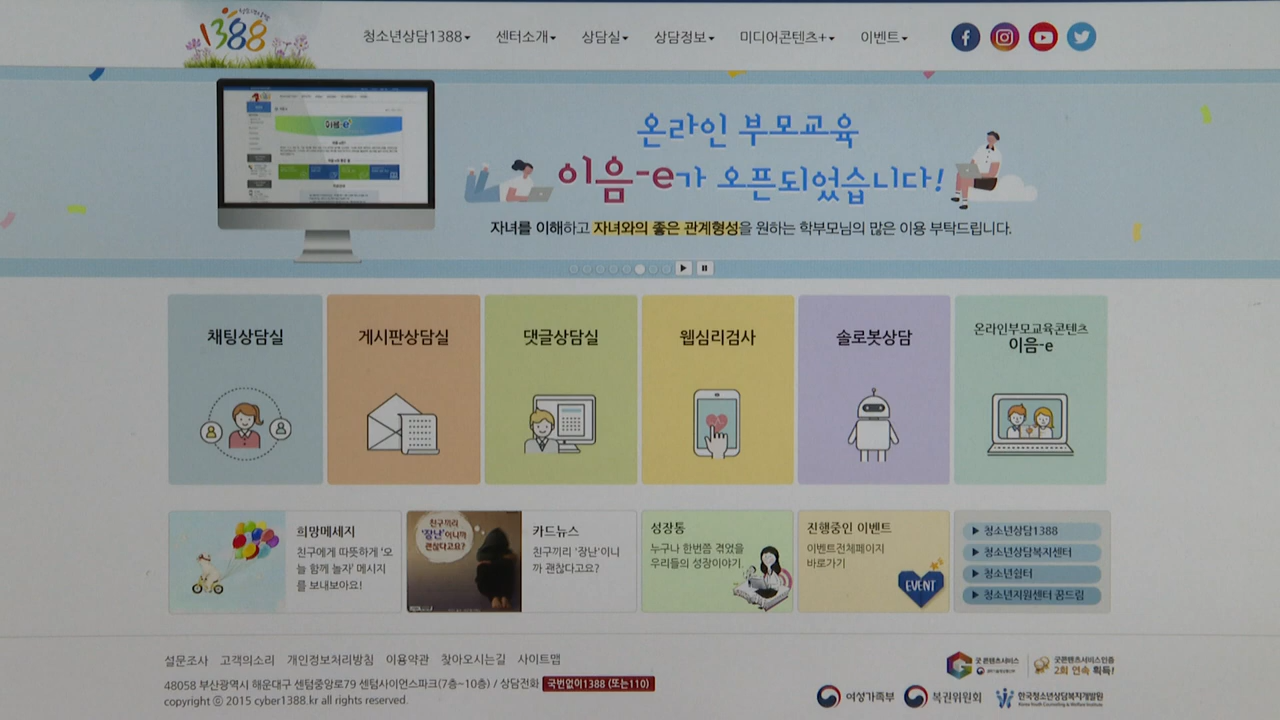 1388
청소년상담1388
센터소개
상담실
상담정보
미디어콘텐츠+
이벤트
이음-e
온라인 부모교육
이음-e가 오픈되었습니다!
자녀를 이해하고 자녀와의 좋은 관계형성을 원하는 학부모님의 많은 이용 부탁드립니다.
채팅상담실
게시판상담실
댓글상담실
웹심리검사
솔로봇상담
온라인부모교육콘텐츠
이음-e
희망메세지
친구에게 따뜻하게 '오
늘 함께 놀자' 메시지
를 보내보아요!
친구끼리
'장난'이니까
괜찮다고요?
카드뉴스
친구끼리 '장난'이니
까 괜찮다고요?
성장통
누구나 한번쯤 겪었을
우리들의 성장이야기
진행중인 이벤트
이벤트전체페이지
바로가기
EVENT
청소년상담1388
청소년상담복지센터
청소년쉼터
청소년지원센터 꿈드림
설문조사 고객의소리 개인정보처리방침 이용약관 찾아오시는길 사이트맵
48058 부산광역시 해운대구 센텀중앙로79 센텀사이언스파크(7층~10층) / 상담전화 국번없이1388 (또는110)
copyright ⓒ 2015 cyber1388.kr all rights reserved.
굿콘텐츠서비스
굿콘텐츠서비스인증
2회 연속 획득!
여성가족부
복권위원회
한국청소년상담복지개발원
Korea Youth Counseling & Welfare Institute